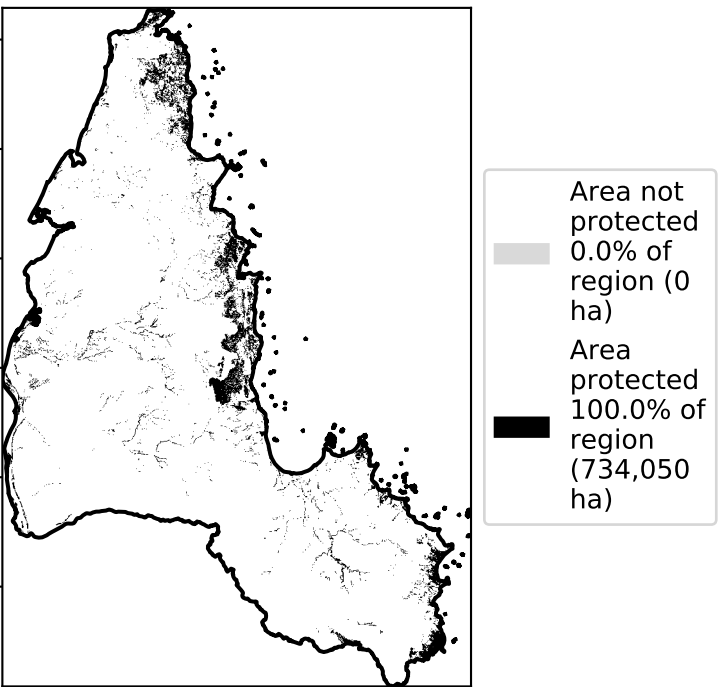 Area not
protected
0.0% of
region (0
ha)
Area
protected
100.0% of
region
(734,050
ha)